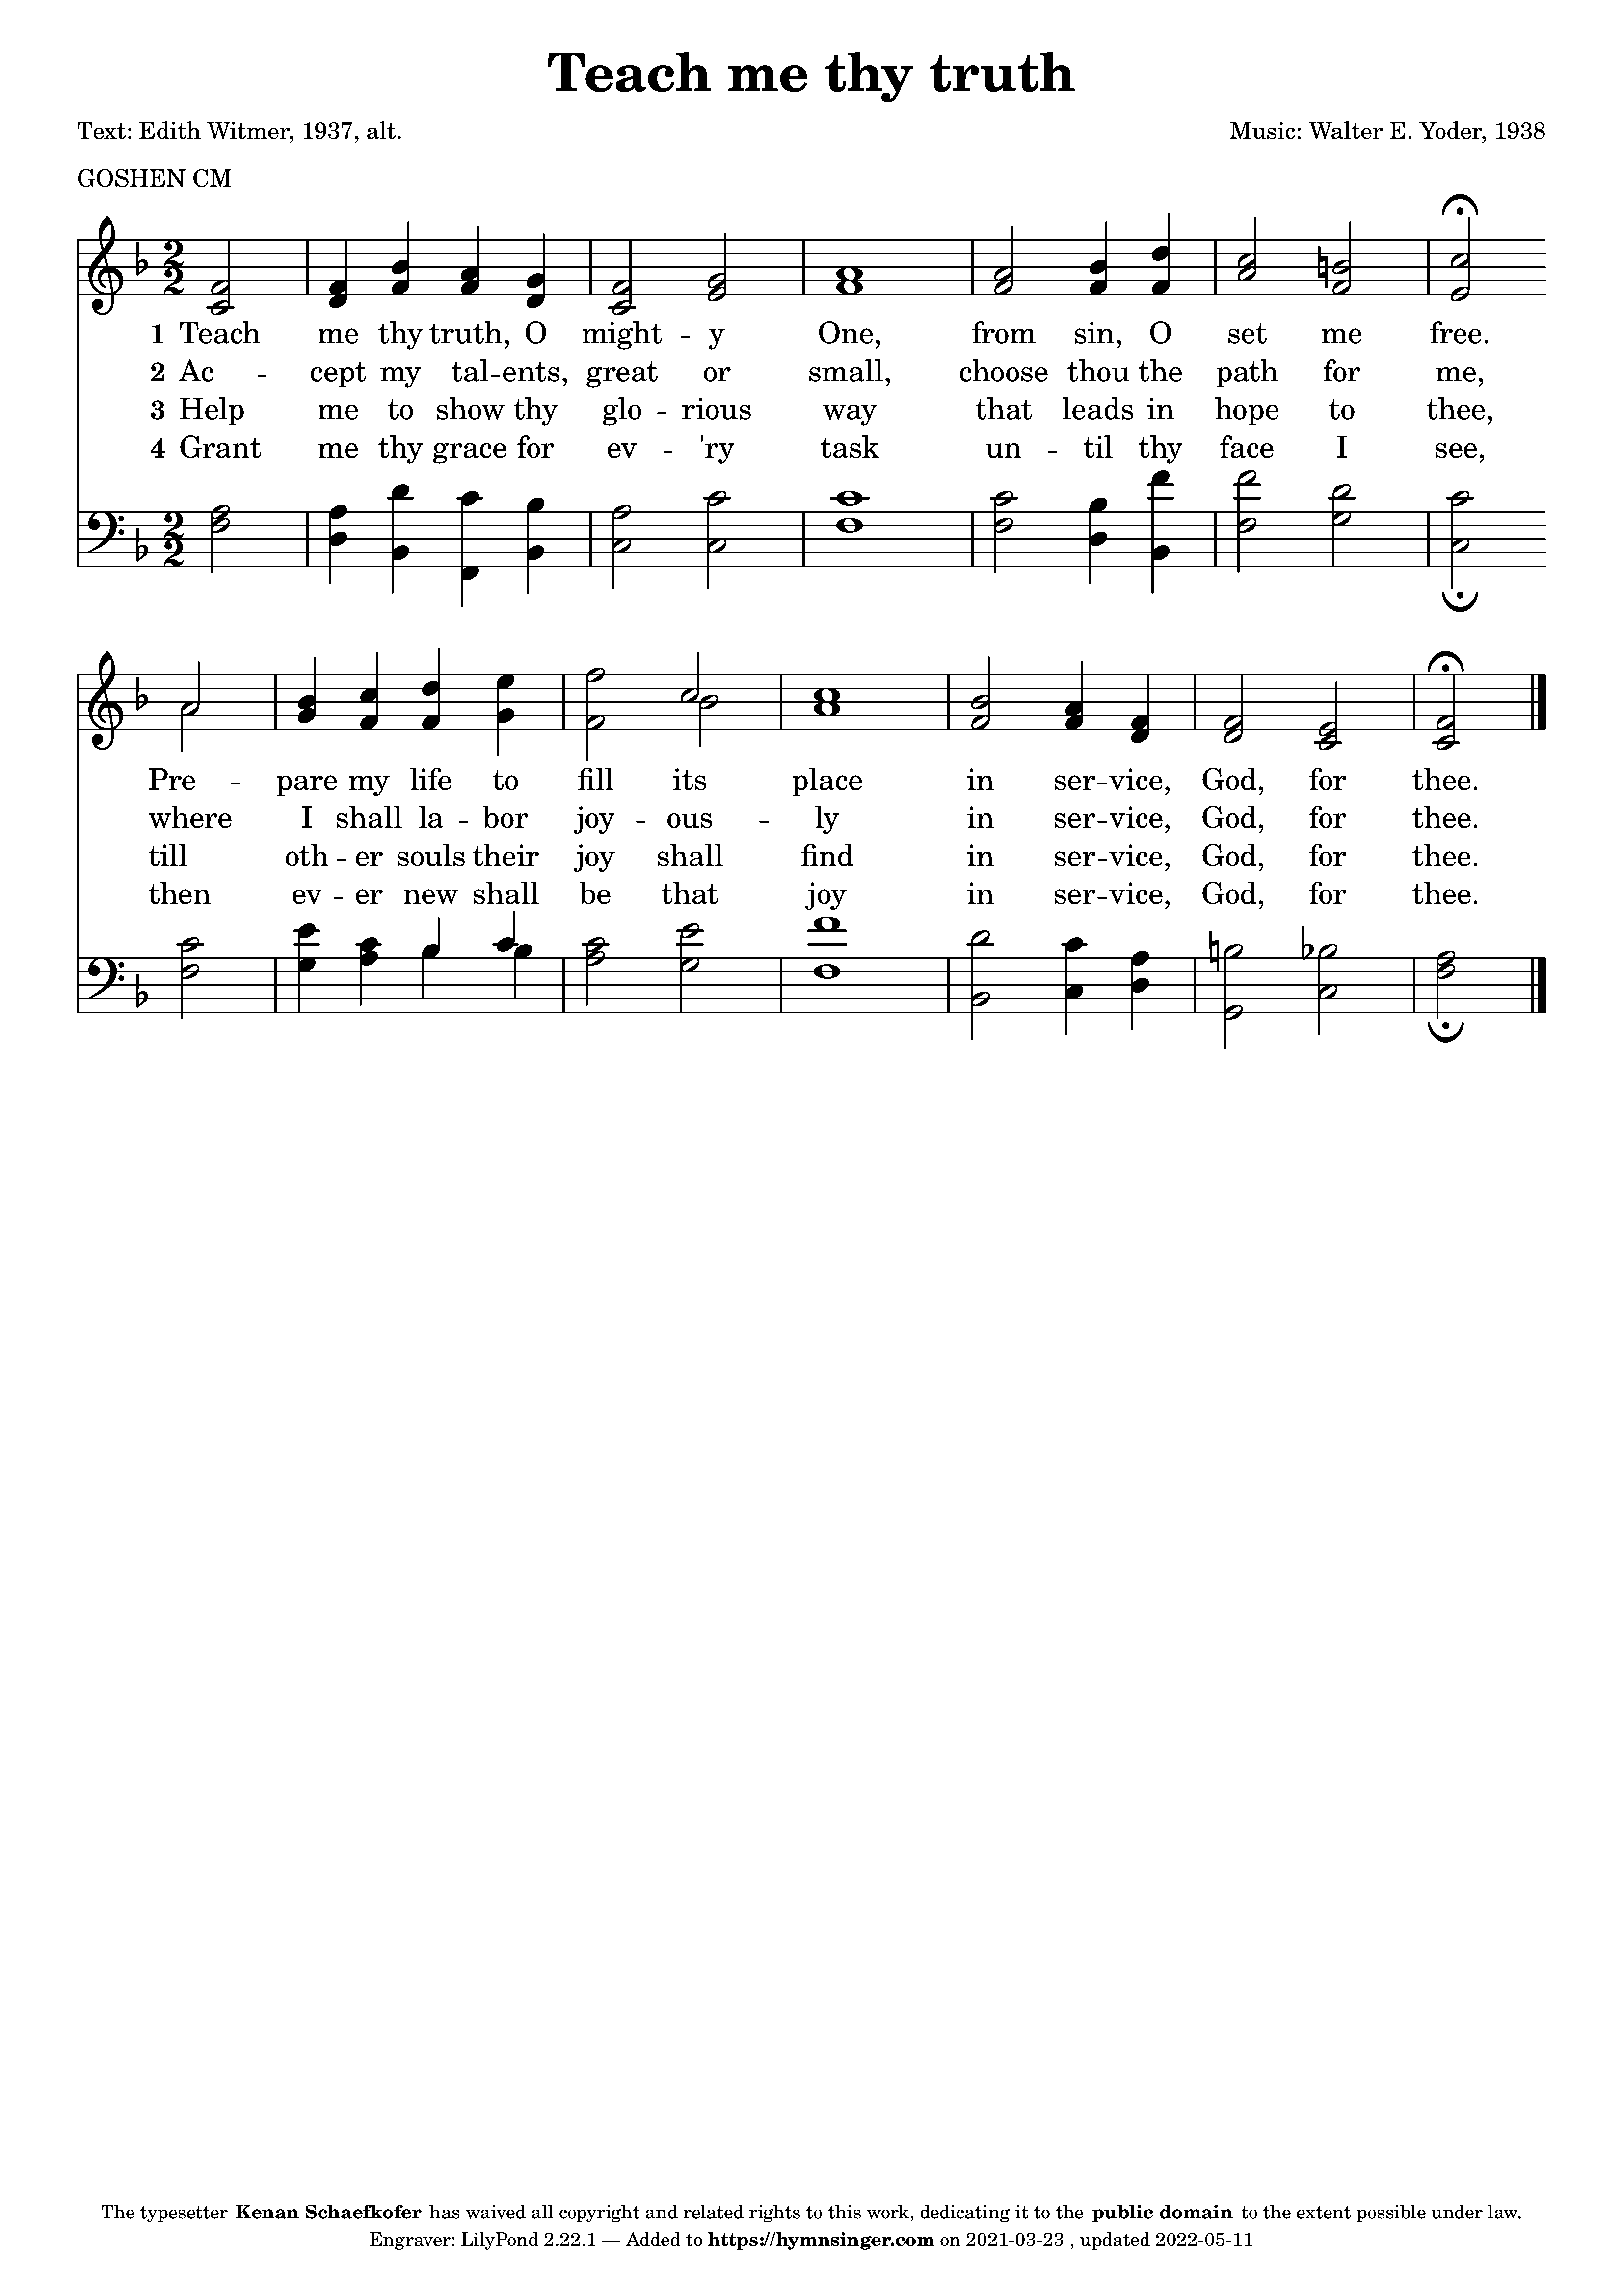 Teach me thy truth
Text: Edith Witmer, 1937, alt.
Music: Walter E. Yoder, 1938
GOSHEN CM
1 Teach me thy truth, O might -- y One, from sin, O set me free.
2 Ac -- cept my tal -- ents, great or small, choose thou the path for me,
3 Help me to show thy glo -- rious way that leads in hope to thee,
4 Grant me thy grace for ev -- 'ry task un -- til thy face I see,
Pre -- pare my life to fill its place in ser -- vice, God, for thee.
where I shall la -- bor joy -- ous -- ly in ser -- vice, God, for thee.
till oth -- er souls their joy shall find in ser -- vice, God, for thee.
then ev -- er new shall be that joy in ser -- vice, God, for thee.
The typesetter Kenan Schaefkofer has waived all copyright and related rights to this work, dedicating it to the public domain to the extent possible under law.
Engraver: LilyPond 2.22.1 — Added to https://hymnsinger.com on 2021-03-23 , updated 2022-05-11